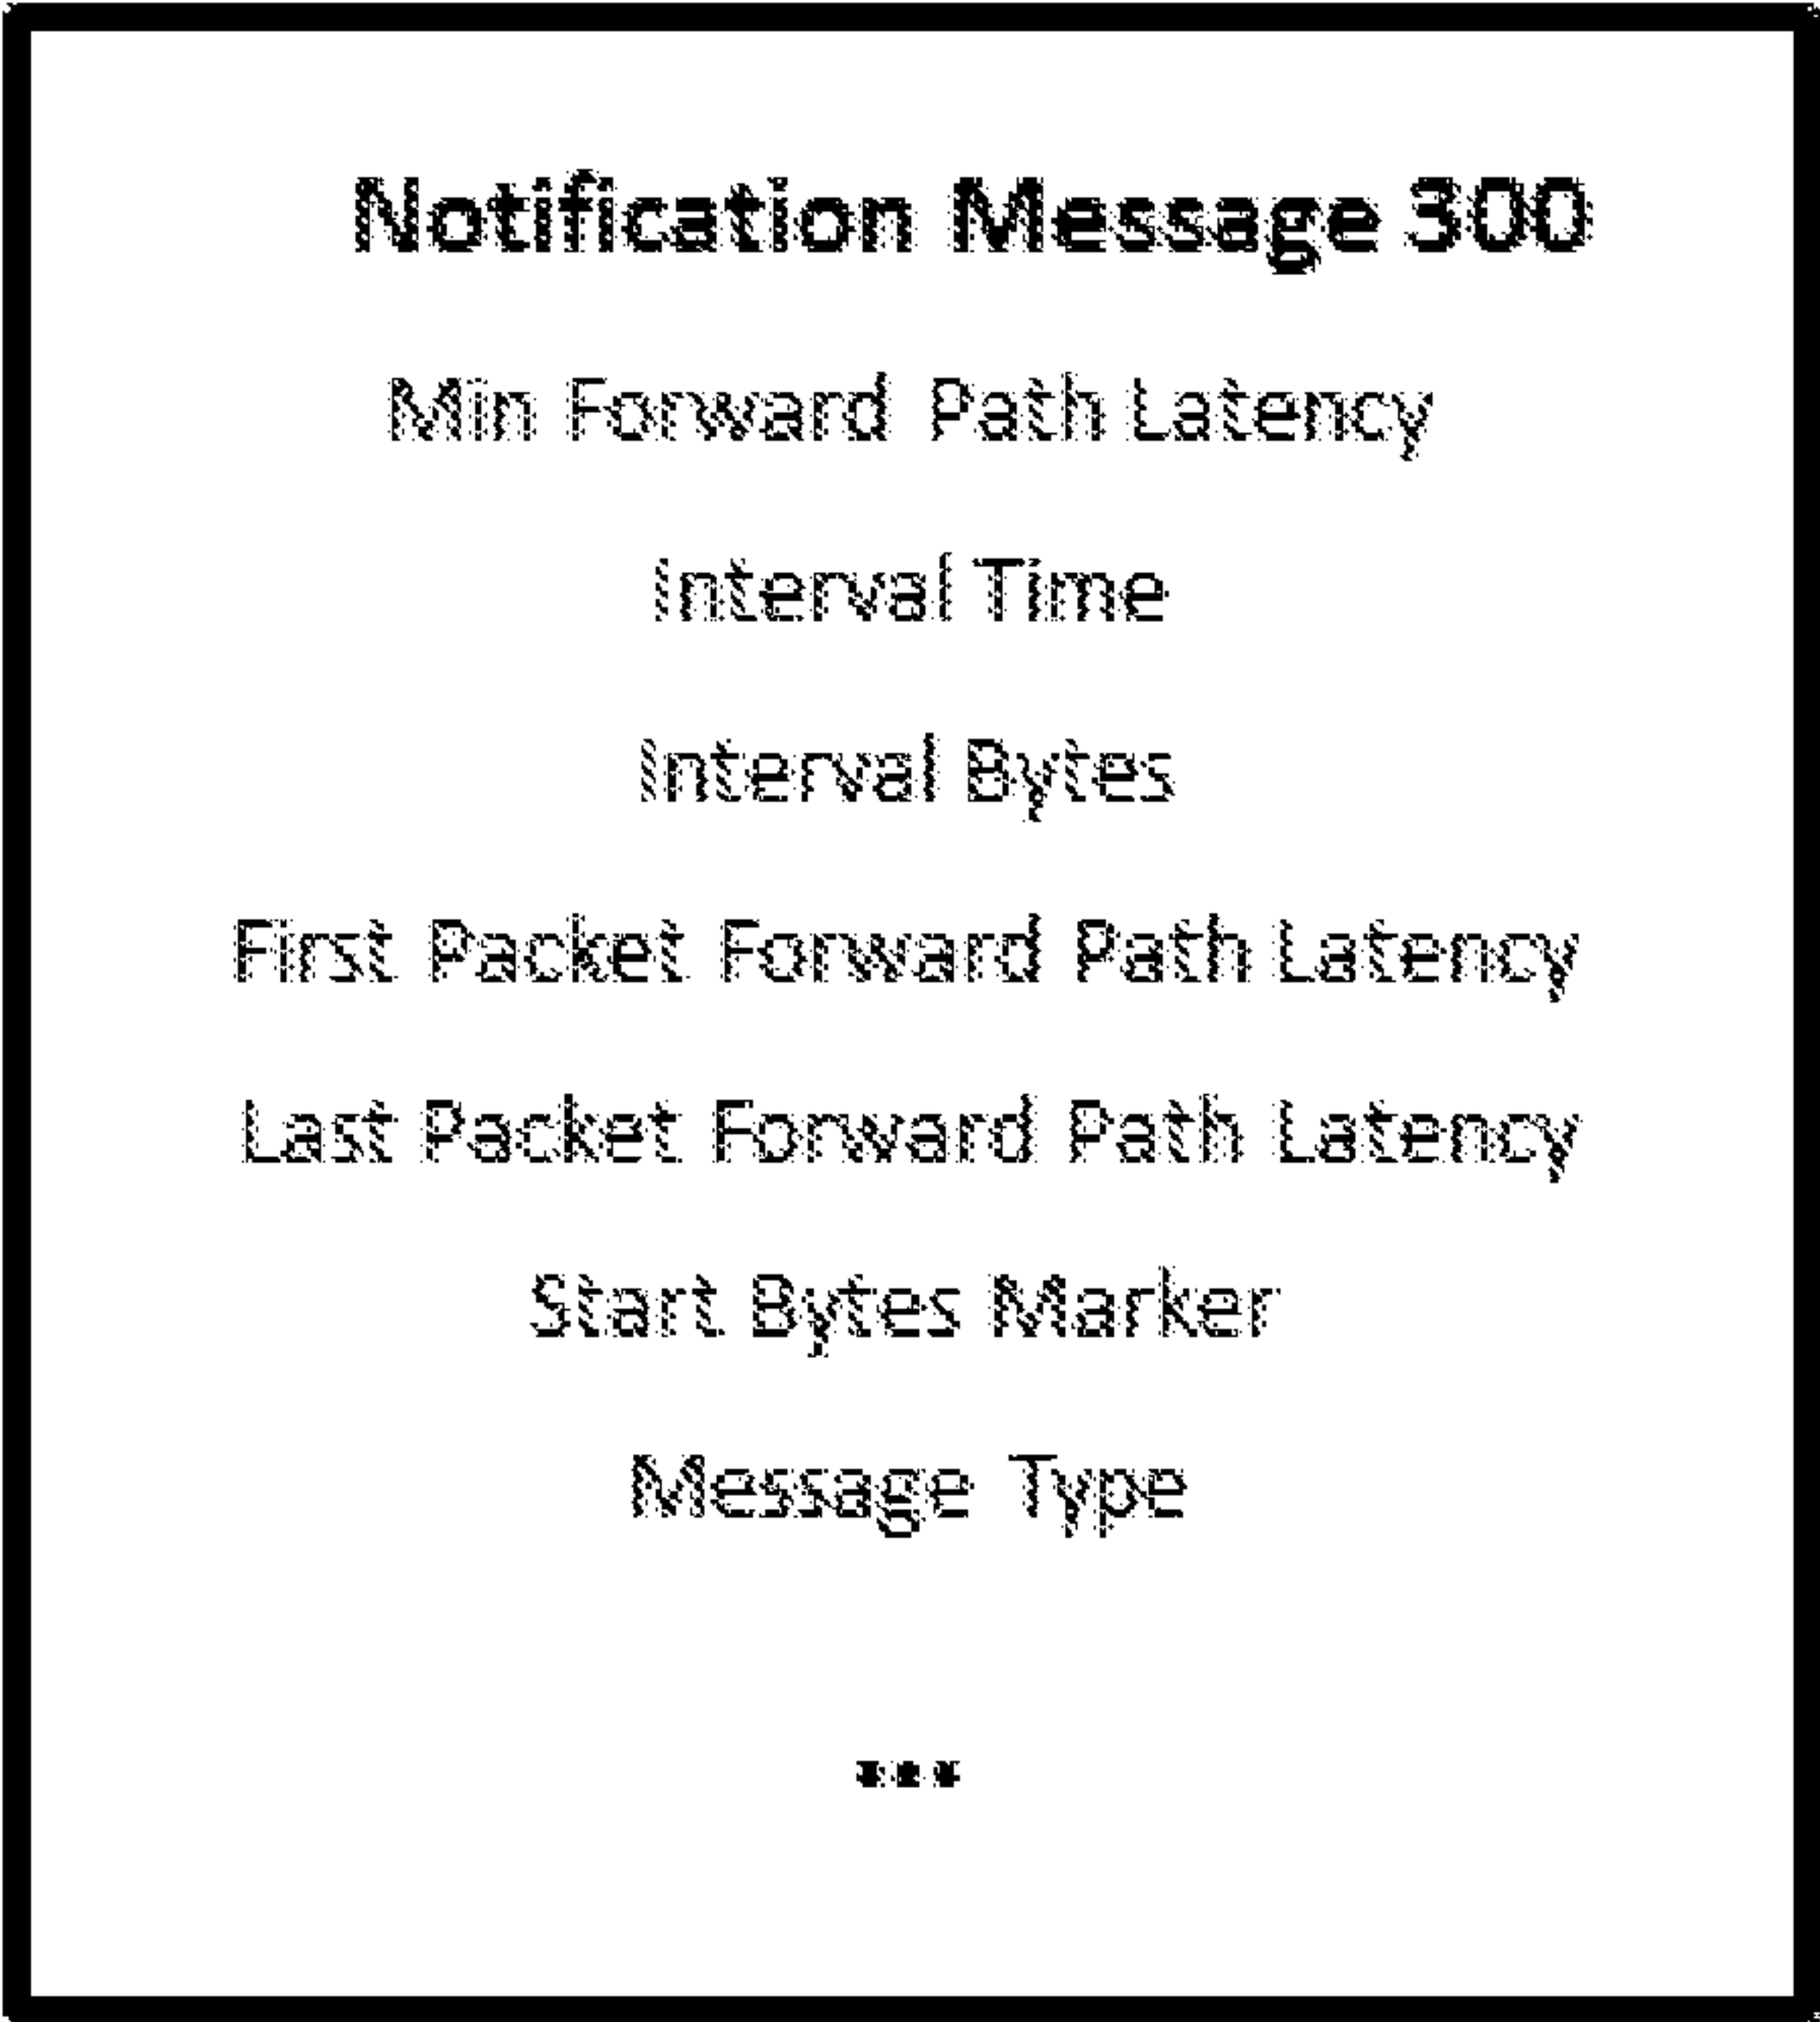 Notification Message 300
Min Forward Path Latency
Interval Time
Interval Bytes
First Packet Forward Path Latency
Last Packet Forward Path Latency
Start Bytes Marker
Message Type
...